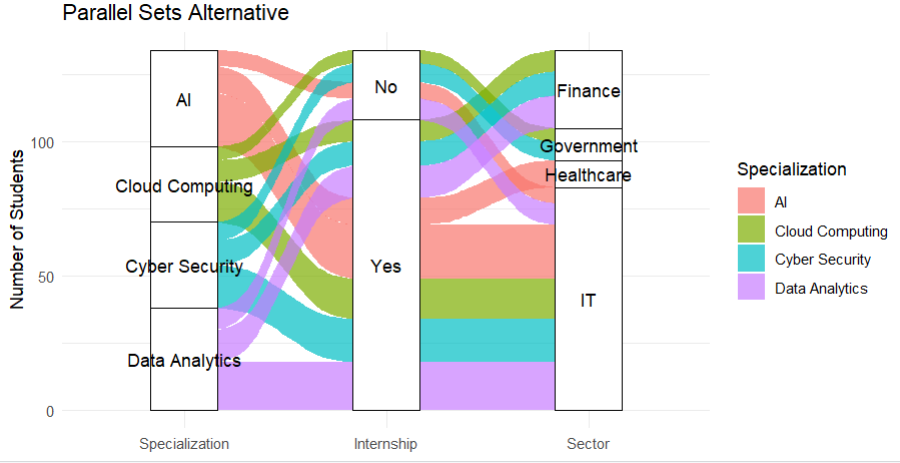 Parallel Sets Alternative
Number of Students
100
50
0
AI
Cloud Computing
Cyber Security
Data Analytics
No
Yes
Finance
Government
Healthcare
IT
Specialization
Internship
Sector
Specialization
AI
Cloud Computing
Cyber Security
Data Analytics